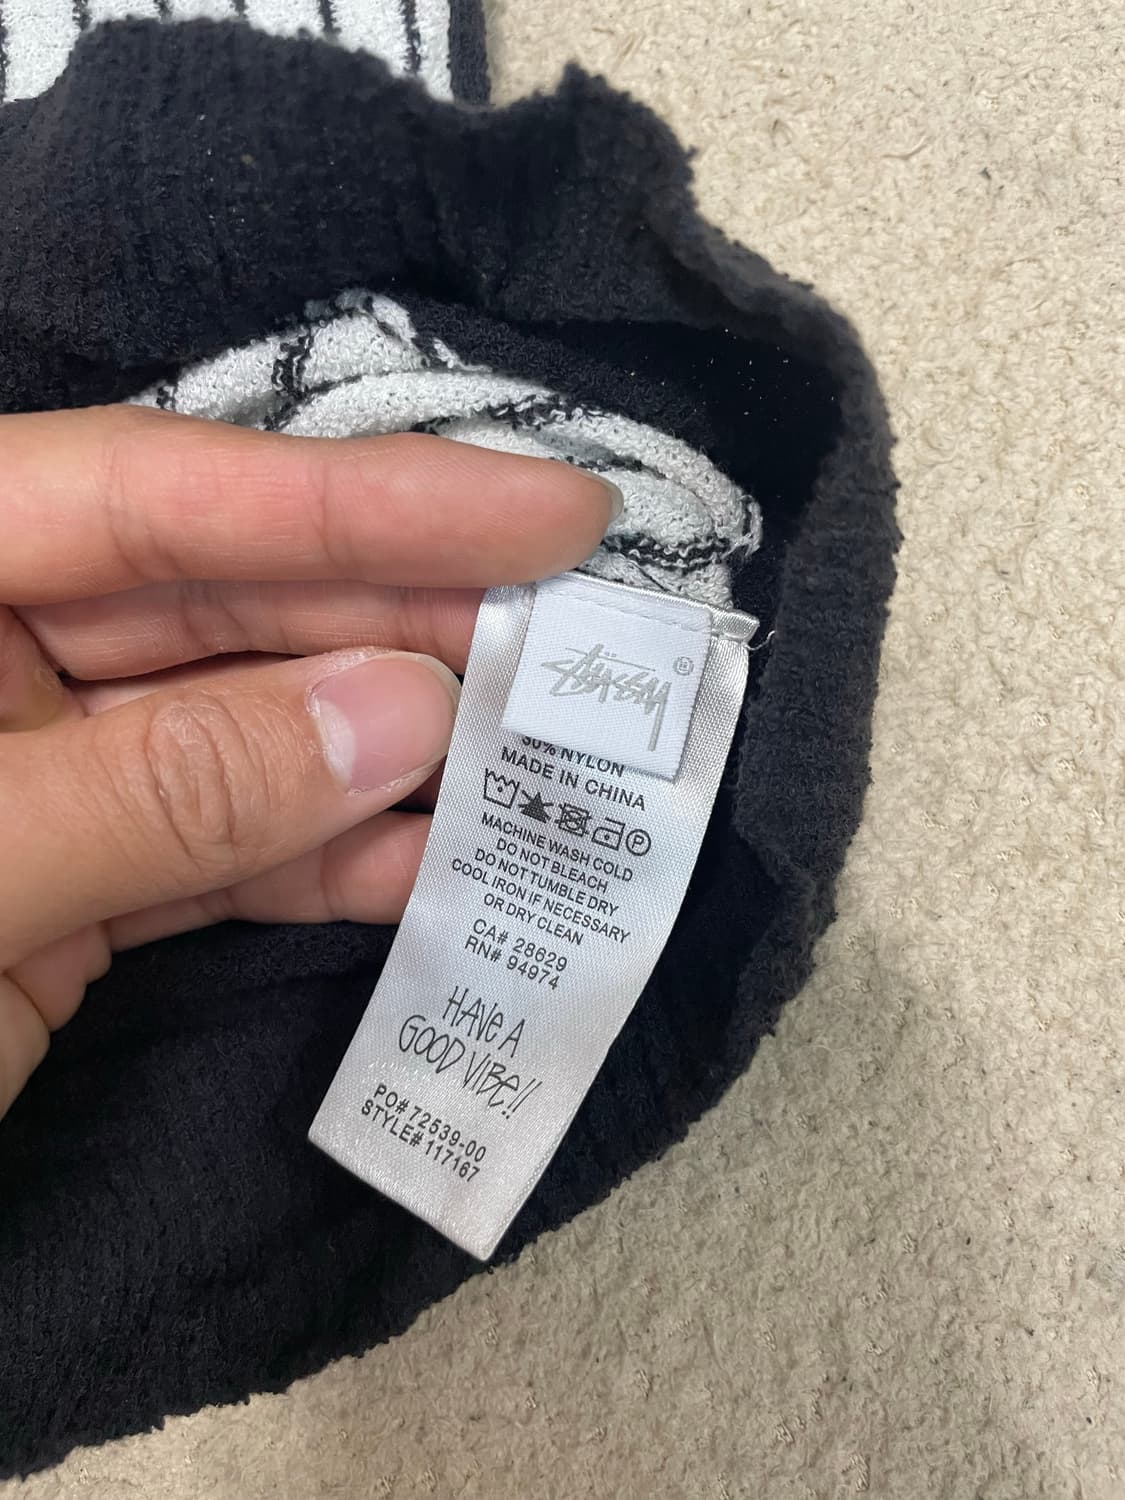 Stüssy ®
30% NYLON
MADE IN CHINA
P
MACHINE WASH COLD
DO NOT BLEACH
DO NOT TUMBLE DRY
COOL IRON IF NECESSARY
OR DRY CLEAN
CA# 28629
RN# 94974
HAVE A
GOOD VIBE!!
PO# 72539-00
STYLE# 117167